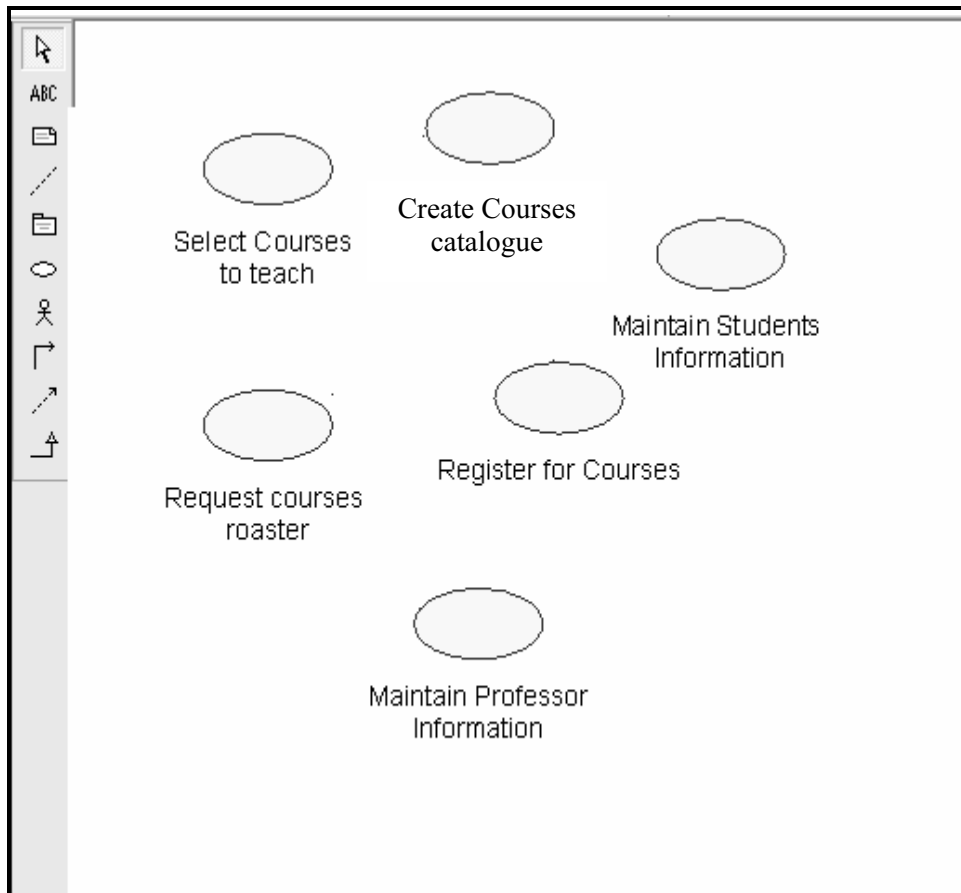 ABC
Create Courses
catalogue
Select Courses
to teach
Maintain Students
Information
Register for Courses
Request courses
roaster
Maintain Professor
Information